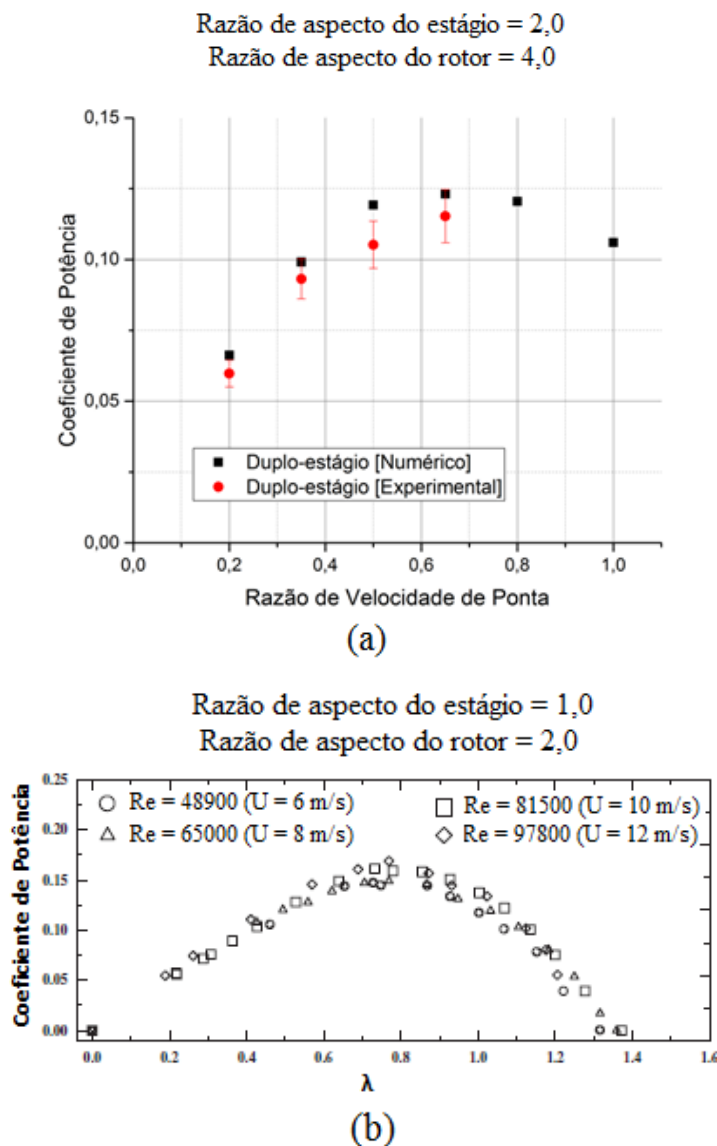 Razão de aspecto do estágio = 2,0
Razão de aspecto do rotor = 4,0
0,15
0,10
0,05
0,00
Coeficiente de Potência
Duplo-estágio [Numérico]
Duplo-estágio [Experimental]
0,0 0,2 0,4 0,6 0,8 1,0
Razão de Velocidade de Ponta
(a)
Razão de aspecto do estágio = 1,0
Razão de aspecto do rotor = 2,0
0.25
0.20
0.15
0.10
0.05
0.00
Coeficiente de Potência
Re = 48900 (U = 6 m/s)
Re = 81500 (U = 10 m/s)
Re = 65000 (U = 8 m/s)
Re = 97800 (U = 12 m/s)
0.0 0.2 0.4 0.6 0.8 1.0 1.2 1.4 1.6
λ
(b)